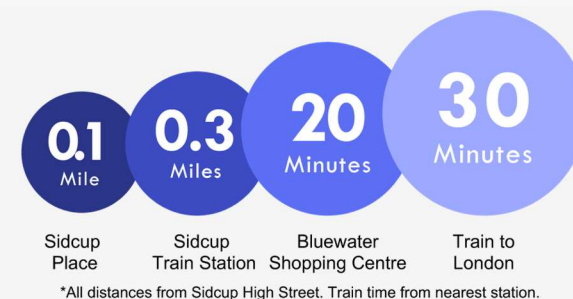 0.1
Mile
0.3
Miles
20
Minutes
30
Minutes
Sidcup
Place
Sidcup
Train Station
Bluewater
Shopping Centre
Train to
London
*All distances from Sidcup High Street. Train time from nearest station.